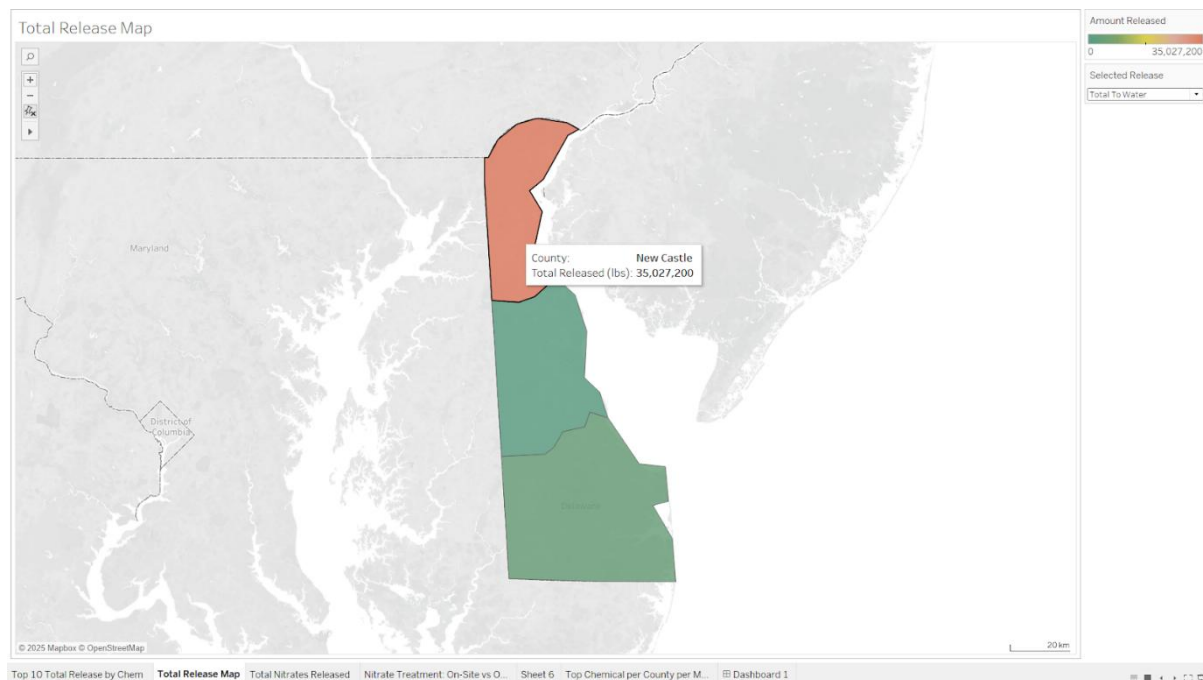 Total Release Map
Amount Released
0 35,027,200
Selected Release
Total To Water
Maryland
District of
Columbia
County: New Castle
Total Released (lbs): 35,027,200
Delaware
© 2025 Mapbox © OpenStreetMap
20 km
Top 10 Total Release by Chem Total Release Map Total Nitrates Released Nitrate Treatment: On-Site vs O... Sheet 6 Top Chemical per County per M... Dashboard 1